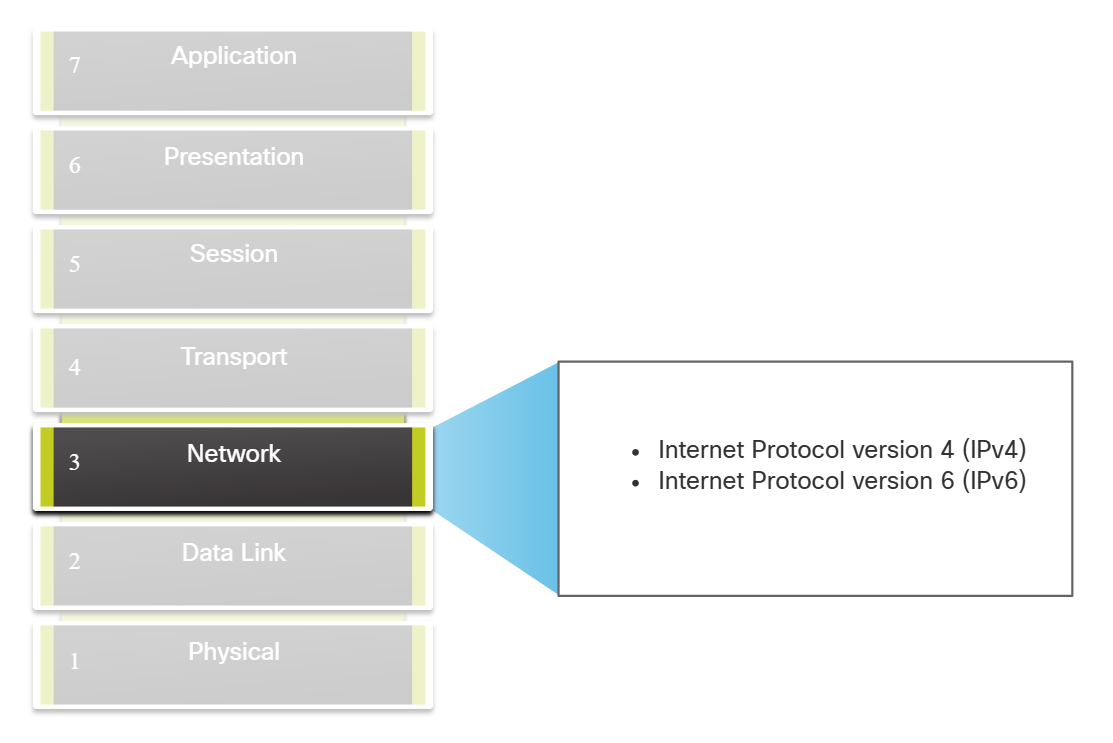 7 Application
6 Presentation
5 Session
4 Transport
3 Network
2 Data Link
1 Physical
• Internet Protocol version 4 (IPv4)
• Internet Protocol version 6 (IPv6)